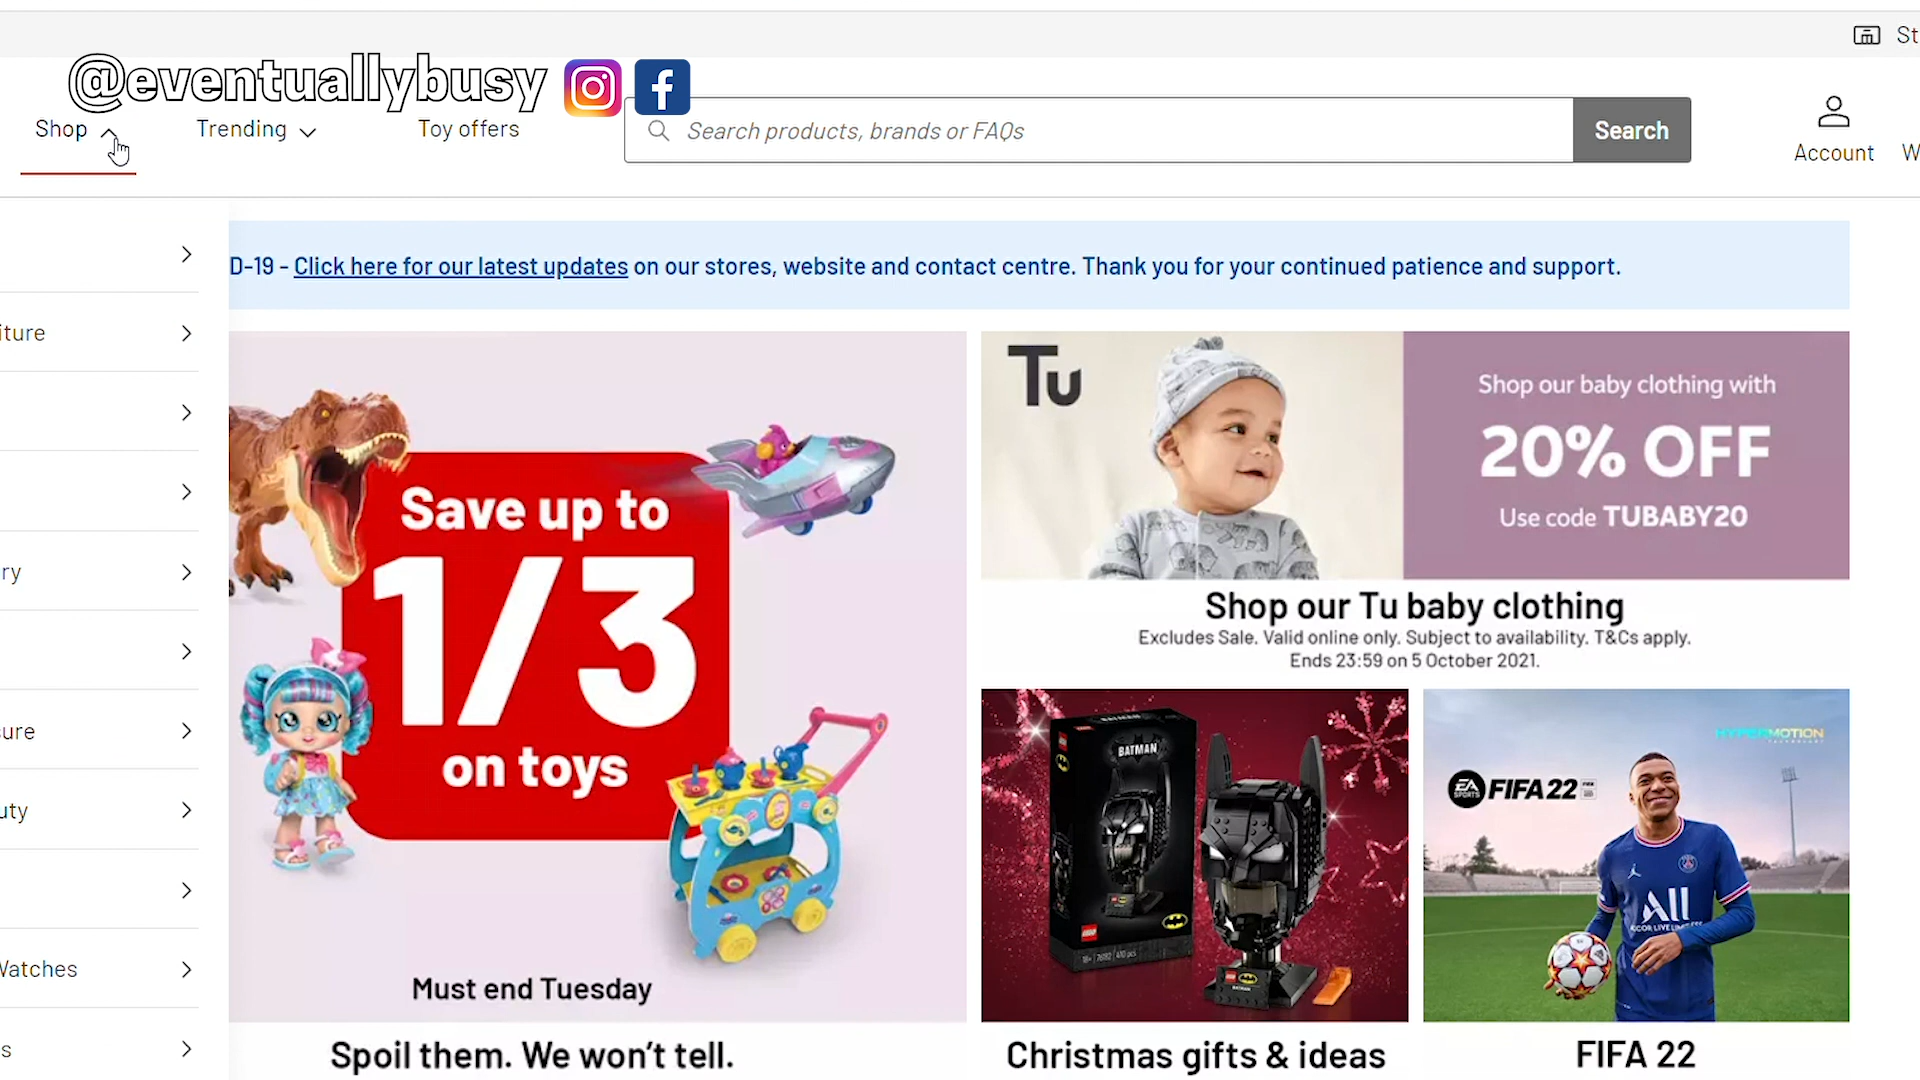 St
@eventuallybusy
Shop
Trending
Toy offers
Search products, brands or FAQs
Search
Account
W
D-19 - Click here for our latest updates on our stores, website and contact centre. Thank you for your continued patience and support.
iture
ry
sure
uty
Watches
s
Save up to
1/3
on toys
Must end Tuesday
Spoil them. We won't tell.
Tu
Shop our baby clothing with
20% OFF
Use code TUBABY20
Shop our Tu baby clothing
Excludes Sale. Valid online only. Subject to availability. T&Cs apply.
Ends 23:59 on 5 October 2021.
BATMAN
Christmas gifts & ideas
HYPERMOTION
EA
SPORTS
FIFA 22
All
FIFA 22